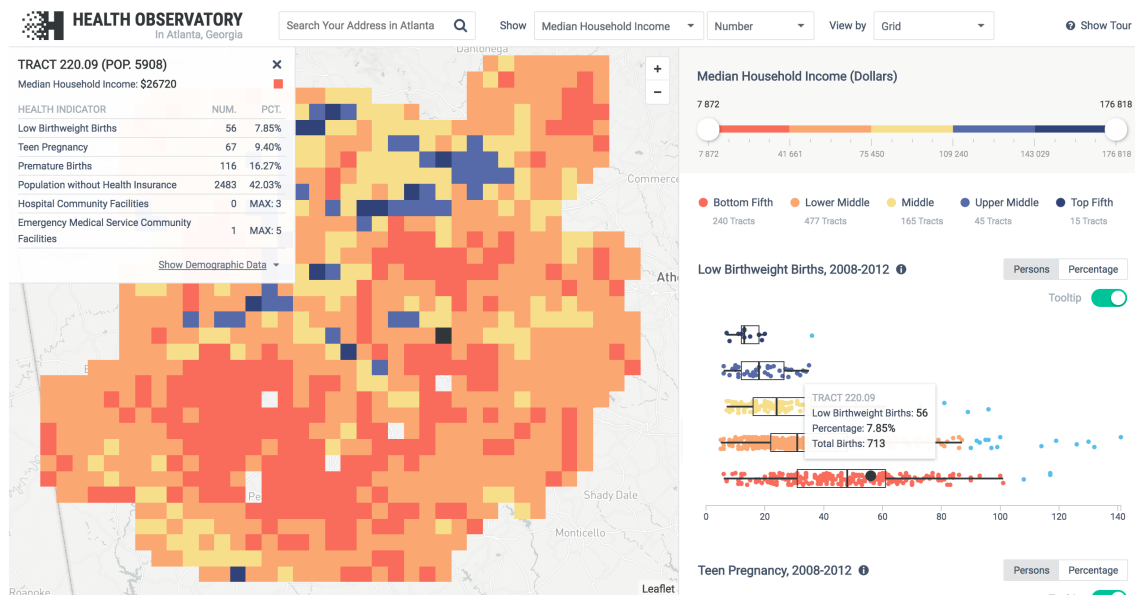 HEALTH OBSERVATORY
In Atlanta, Georgia
Search Your Address in Atlanta
Show
Median Household Income
Number
View by
Grid
Show Tour
TRACT 220.09 (POP. 5908)
Median Household Income: $26720
HEALTH INDICATOR NUM. PCT.
Low Birthweight Births 56 7.85%
Teen Pregnancy 67 9.40%
Premature Births 116 16.27%
Population without Health Insurance 2483 42.03%
Hospital Community Facilities 0 MAX: 3
Emergency Medical Service Community
Facilities 1 MAX: 5
Show Demographic Data
Dahlonega
Commerce
Ath
Shady Dale
Monticello
Pe
Roanoke
Leaflet
+
−
Median Household Income (Dollars)
7 872 176 818
7 872 41 661 75 450 109 240 143 029 176 818
Bottom Fifth Lower Middle Middle Upper Middle Top Fifth
240 Tracts 477 Tracts 165 Tracts 45 Tracts 15 Tracts
Low Birthweight Births, 2008-2012
Persons Percentage
Tooltip
TRACT 220.09
Low Birthweight Births: 56
Percentage: 7.85%
Total Births: 713
0 20 40 60 80 100 120 140
Teen Pregnancy, 2008-2012
Persons Percentage